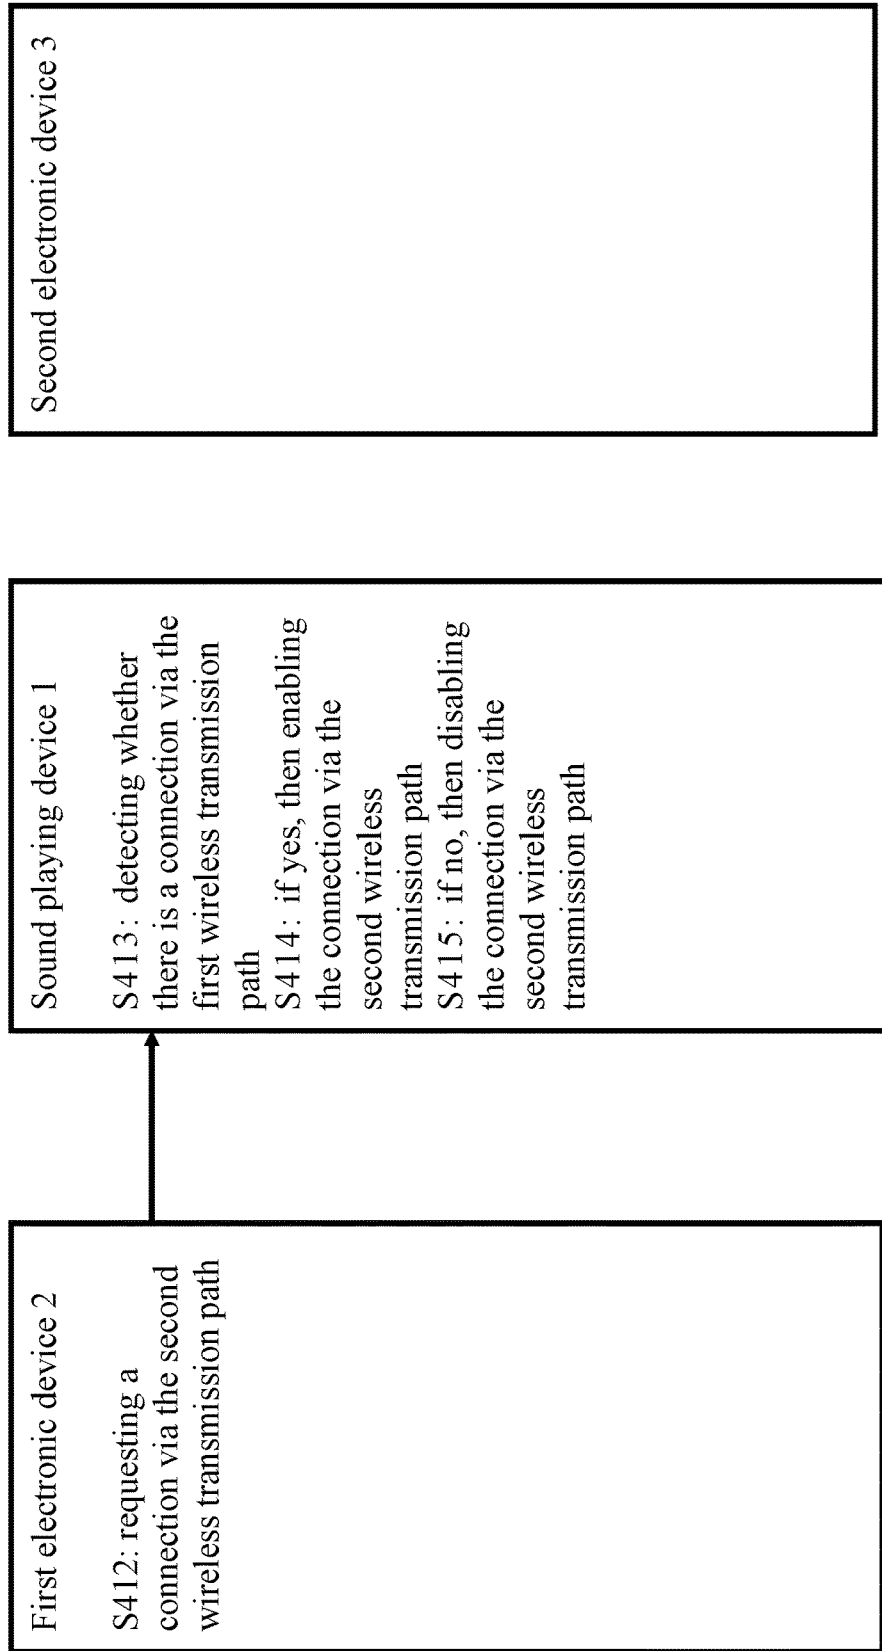 First electronic device 2
S412: requesting a
connection via the second
wireless transmission path
Sound playing device 1
S413: detecting whether
there is a connection via the
first wireless transmission
path
S414: if yes, then enabling
the connection via the
second wireless
transmission path
S415: if no, then disabling
the connection via the
second wireless
transmission path
Second electronic device 3